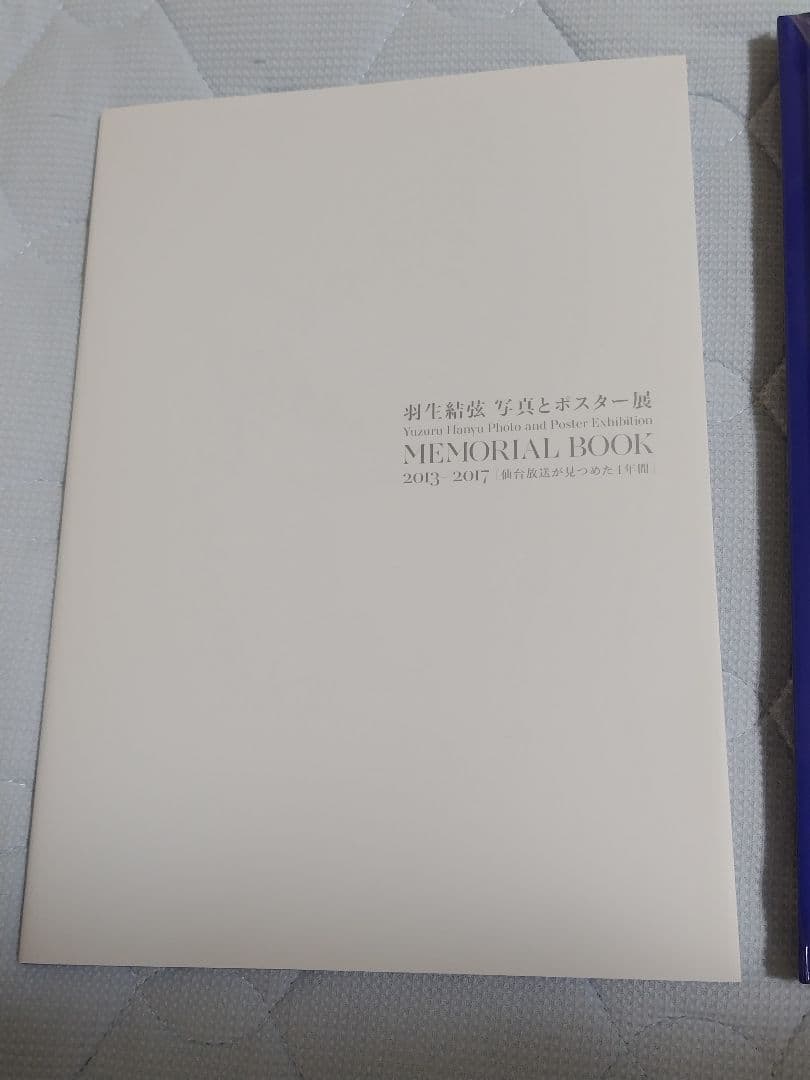 羽生結弦 写真とポスター展
Yuzuru Hanyu Photo and Poster Exhibition
MEMORIAL BOOK
2013-2017「仙台放送が見つめた4年間」